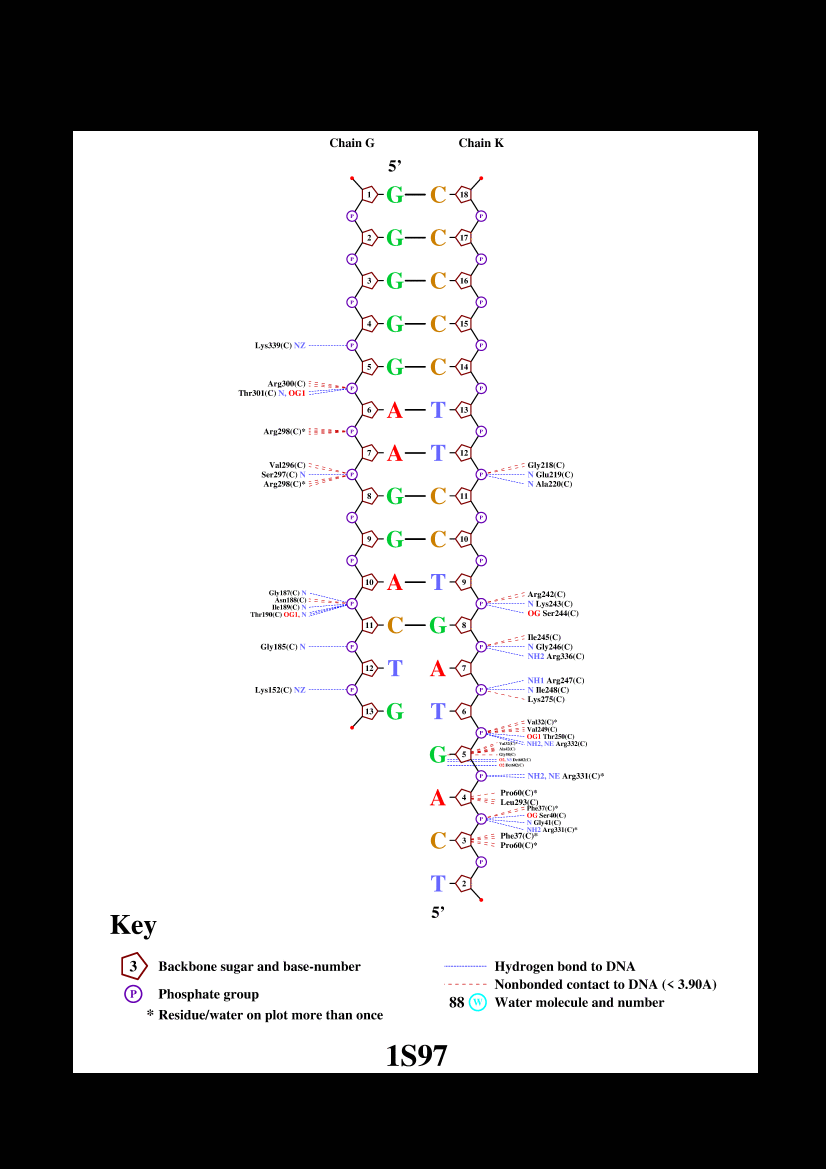 Chain G Chain K
5’
1 G C 18
P P
2 G C 17
P P
3 G C 16
P P
4 G C 15
Lys339(C) NZ P P
5 G C 14
Arg300(C)
P P
Thr301(C) N, OG1
6 A T 13
Arg298(C)* P P
7 A T 12
Val296(C) Gly218(C)
Ser297(C) N P P N Glu219(C)
Arg298(C)* N Ala220(C)
8 G C 11
P P
9 G C 10
P P
10 A T 9
Gly187(C) N Arg242(C)
Asn188(C) P P N Lys243(C)
Ile189(C) N
Thr190(C) OG1, N OG Ser244(C)
11 C G 8
Ile245(C)
Gly185(C) N P P N Gly246(C)
NH2 Arg336(C)
12 T A 7
NH1 Arg247(C)
Lys152(C) NZ P P N Ile248(C)
Lys275(C)
13 G T 6
Val32(C)*
Val249(C)
P OG1 Thr250(C)
NH2, NE Arg332(C)
G 5
P NH2, NE Arg331(C)*
Pro60(C)*
A 4
Leu293(C)
Phe37(C)*
OG Ser40(C)
P N Gly41(C)
NH2 Arg331(C)*
Phe37(C)*
C 3
Pro60(C)*
P
T 2
5’
Key
3 Backbone sugar and base-number
P Phosphate group
* Residue/water on plot more than once
Hydrogen bond to DNA
Nonbonded contact to DNA (< 3.90A)
88 W Water molecule and number
1S97